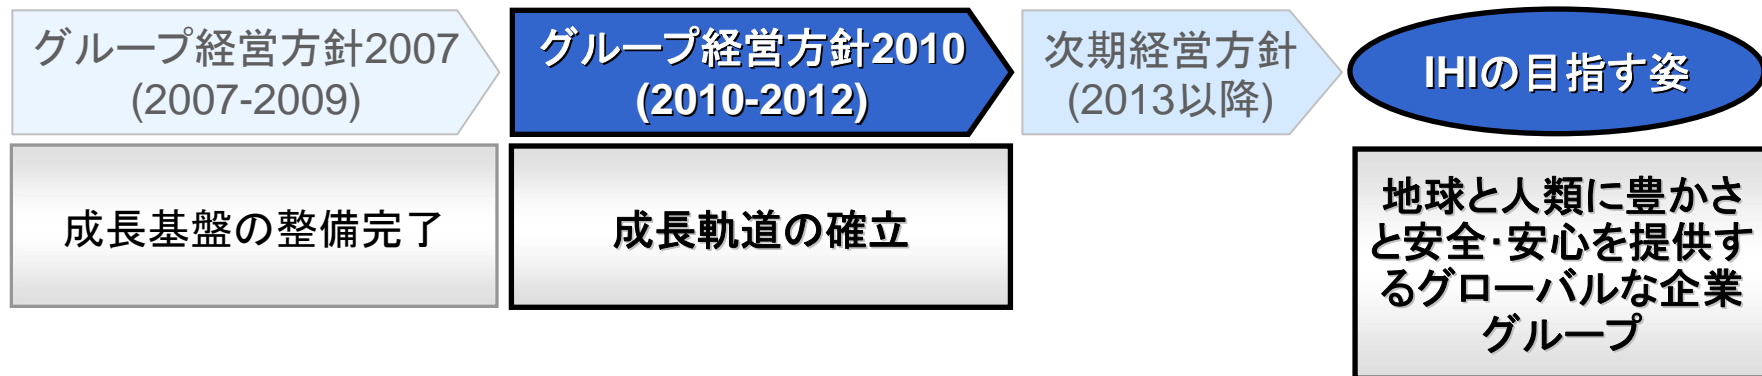 グループ経営方針2007
(2007-2009)
グループ経営方針2010
(2010-2012)
次期経営方針
(2013以降)
IHIの目指す姿
成長基盤の整備完了
成長軌道の確立
地球と人類に豊かさ
と安全･安心を提供す
るグローバルな企業
グループ